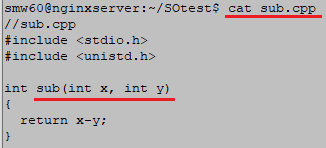 smw60@nginxserver:~/SOtest$ cat sub.cpp
//sub.cpp
#include <stdio.h>
#include <unistd.h>

int sub(int x, int y)
{
  return x-y;
}